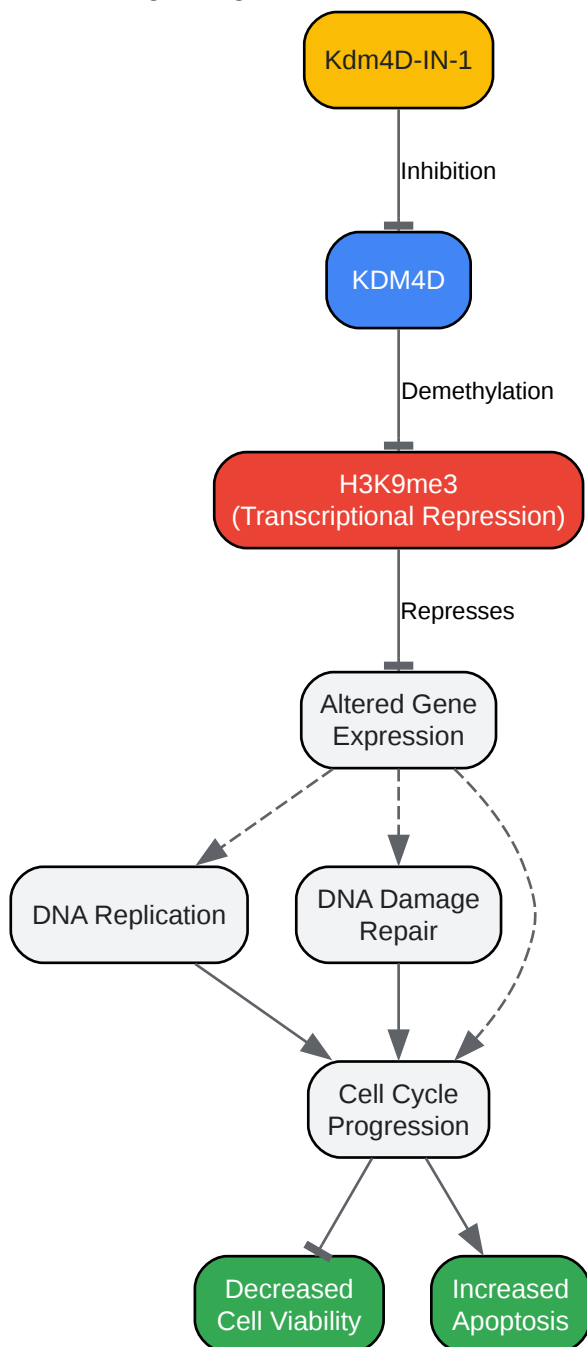 Kdm4D-IN-1
Inhibition
KDM4D
Demethylation
H3K9me3
(Transcriptional Repression)
Represses
Altered Gene
Expression
DNA Replication
DNA Damage
Repair
Cell Cycle
Progression
Decreased
Cell Viability
Increased
Apoptosis